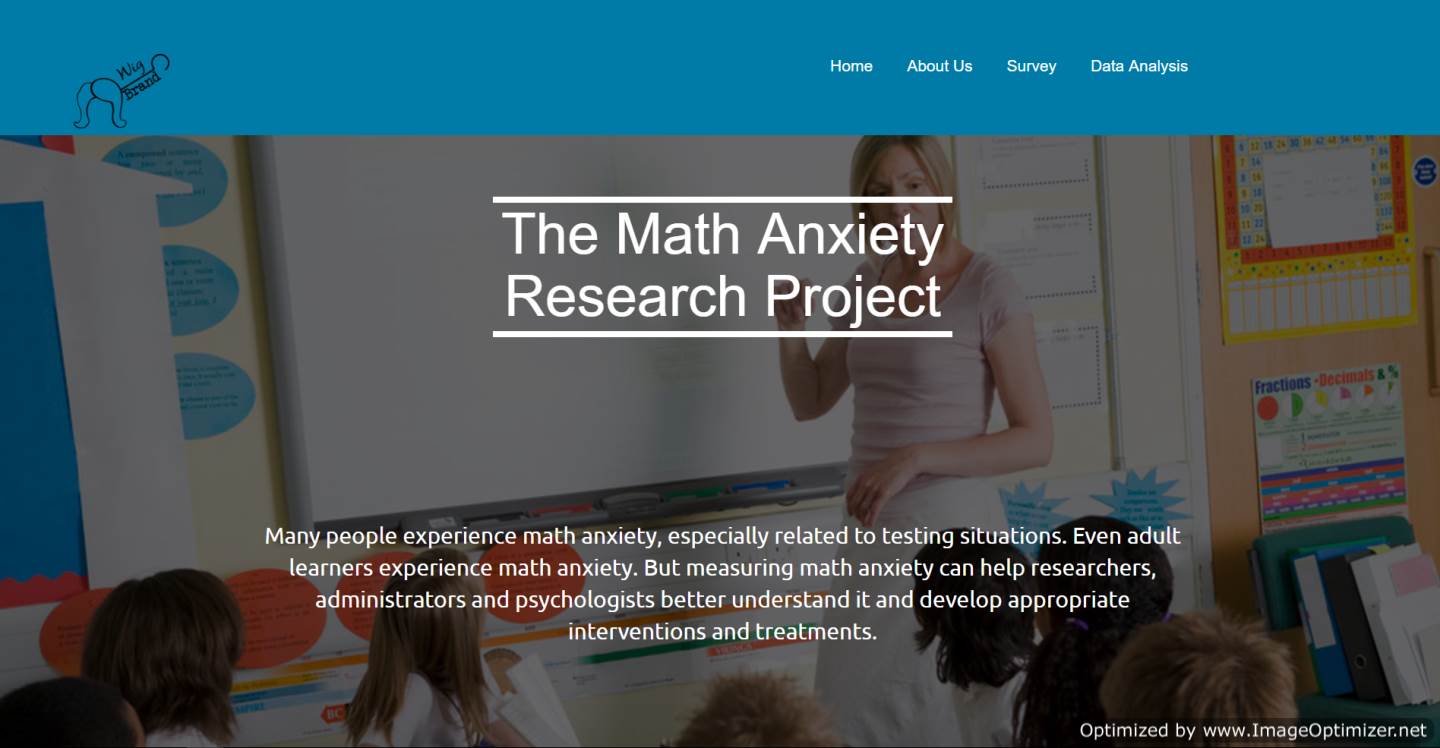 Wig
Brand
Home About Us Survey Data Analysis
The Math Anxiety
Research Project
Many people experience math anxiety, especially related to testing situations. Even adult
learners experience math anxiety. But measuring math anxiety can help researchers,
administrators and psychologists better understand it and develop appropriate
interventions and treatments.
Fractions • Decimals & %
VIKINGS
Optimized by www.ImageOptimizer.net